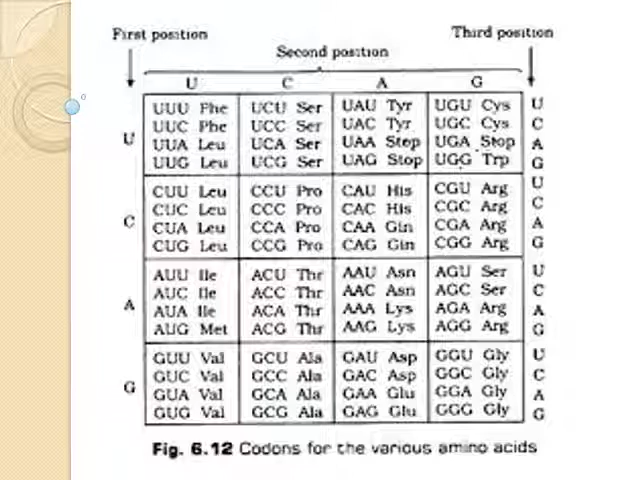 First position
Third position
Second position
U C A G
U
UUU Phe UCU Ser UAU Tyr UGU Cys U
UUC Phe UCC Ser UAC Tyr UGC Cys C
UUA Leu UCA Ser UAA Stop UGA Stop A
UUG Leu UCG Ser UAG Stop UGG Trp G
C
CUU Leu CCU Pro CAU His CGU Arg U
CUC Leu CCC Pro CAC His CGC Arg C
CUA Leu CCA Pro CAA Gin CGA Arg A
CUG Leu CCG Pro CAG Gin CGG Arg G
A
AUU Ile ACU Thr AAU Asn AGU Ser U
AUC Ile ACC Thr AAC Asn AGC Ser C
AUA Ile ACA Thr AAA Lys AGA Arg A
AUG Met ACG Thr AAG Lys AGG Arg G
G
GUU Val GCU Ala GAU Asp GGU Gly U
GUC Val GCC Ala GAC Asp GGC Gly C
GUA Val GCA Ala GAA Glu GGA Gly A
GUG Val GCG Ala GAG Glu GGG Gly G
Fig. 6.12 Codons for the various amino acids